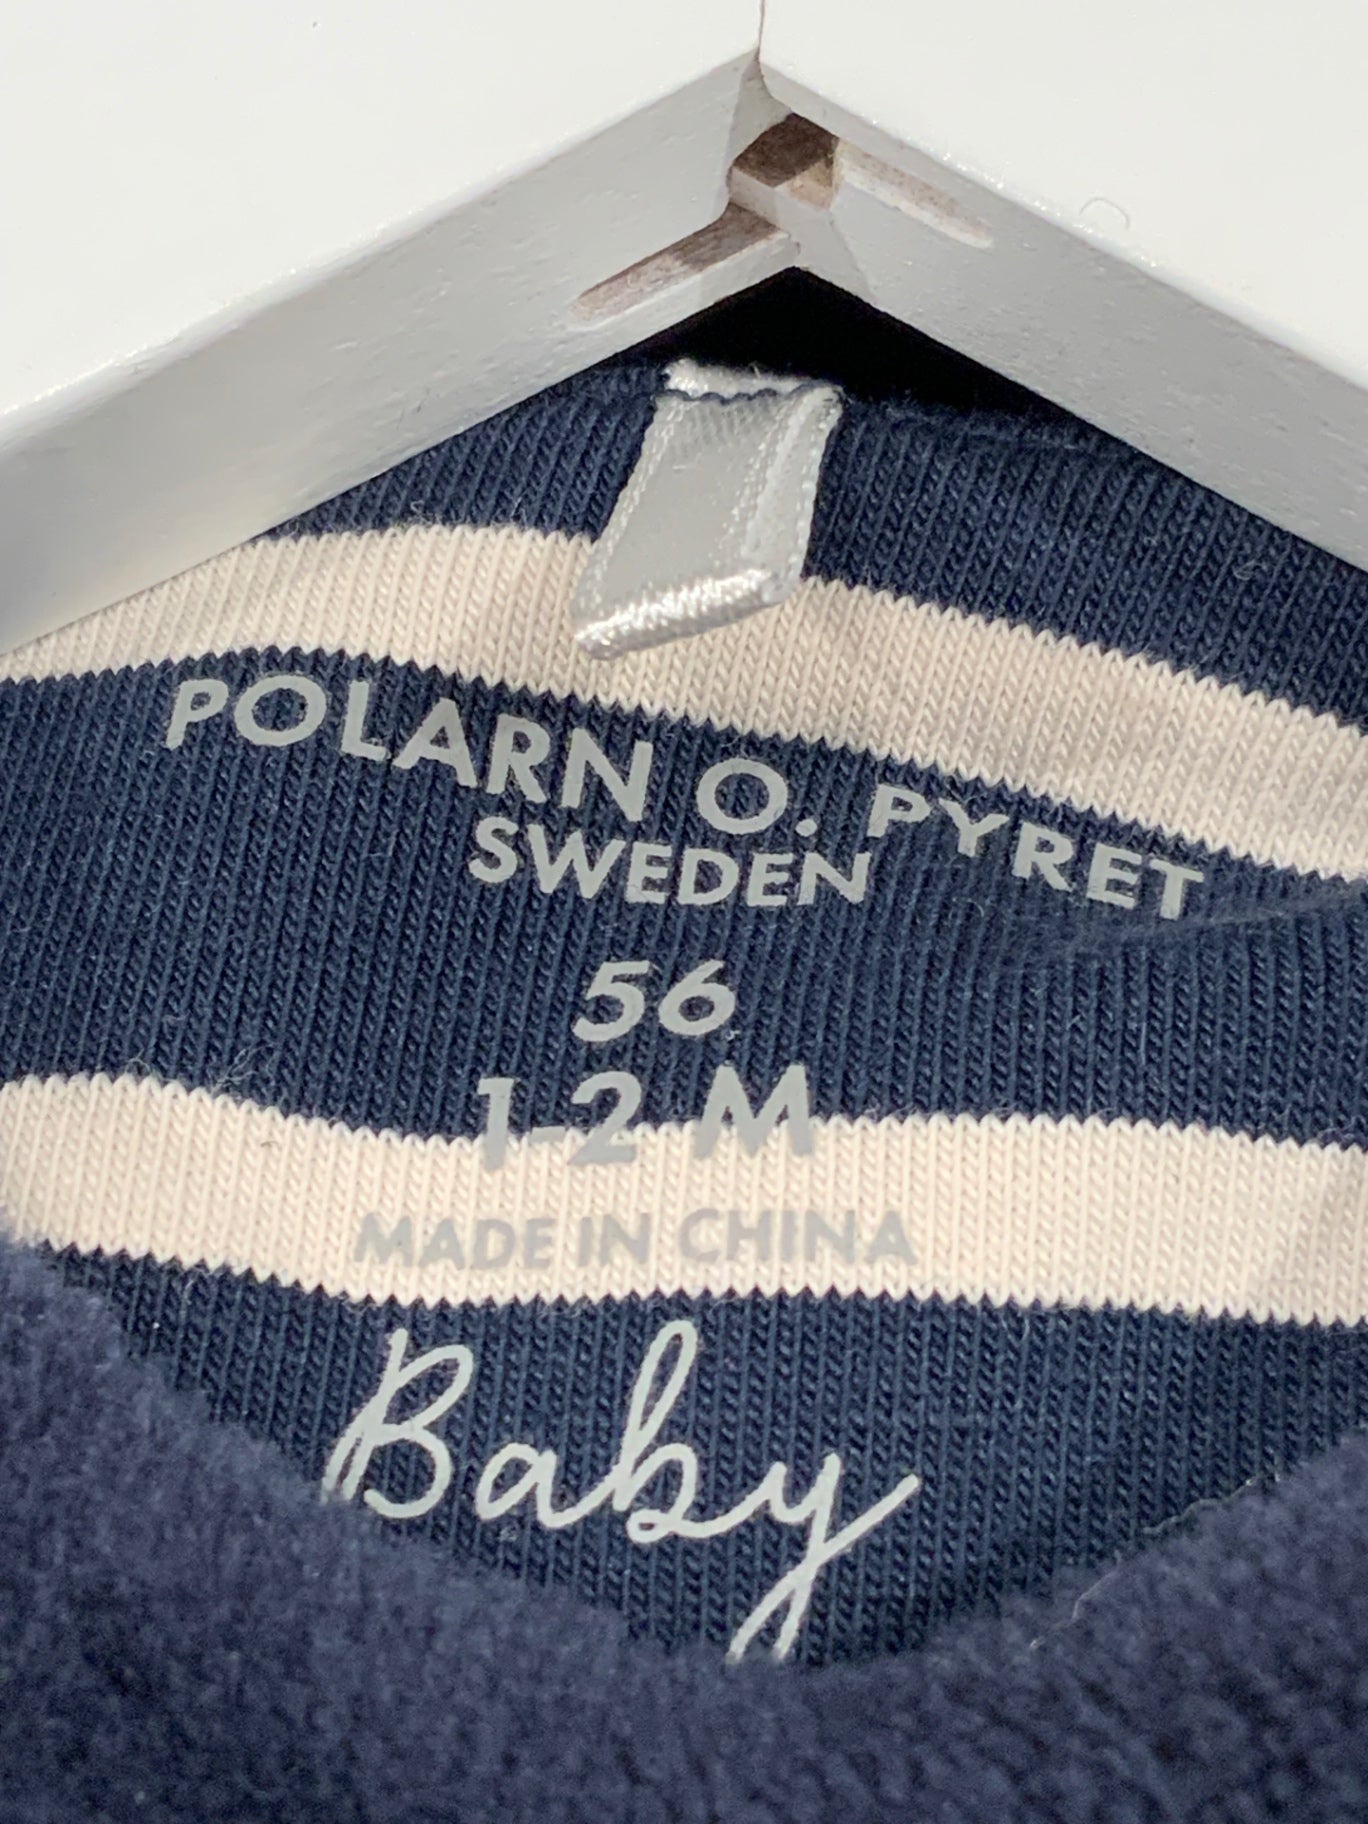 POLARN O. PYRET
SWEDEN
56
1-2 M
MADE IN CHINA
Baby